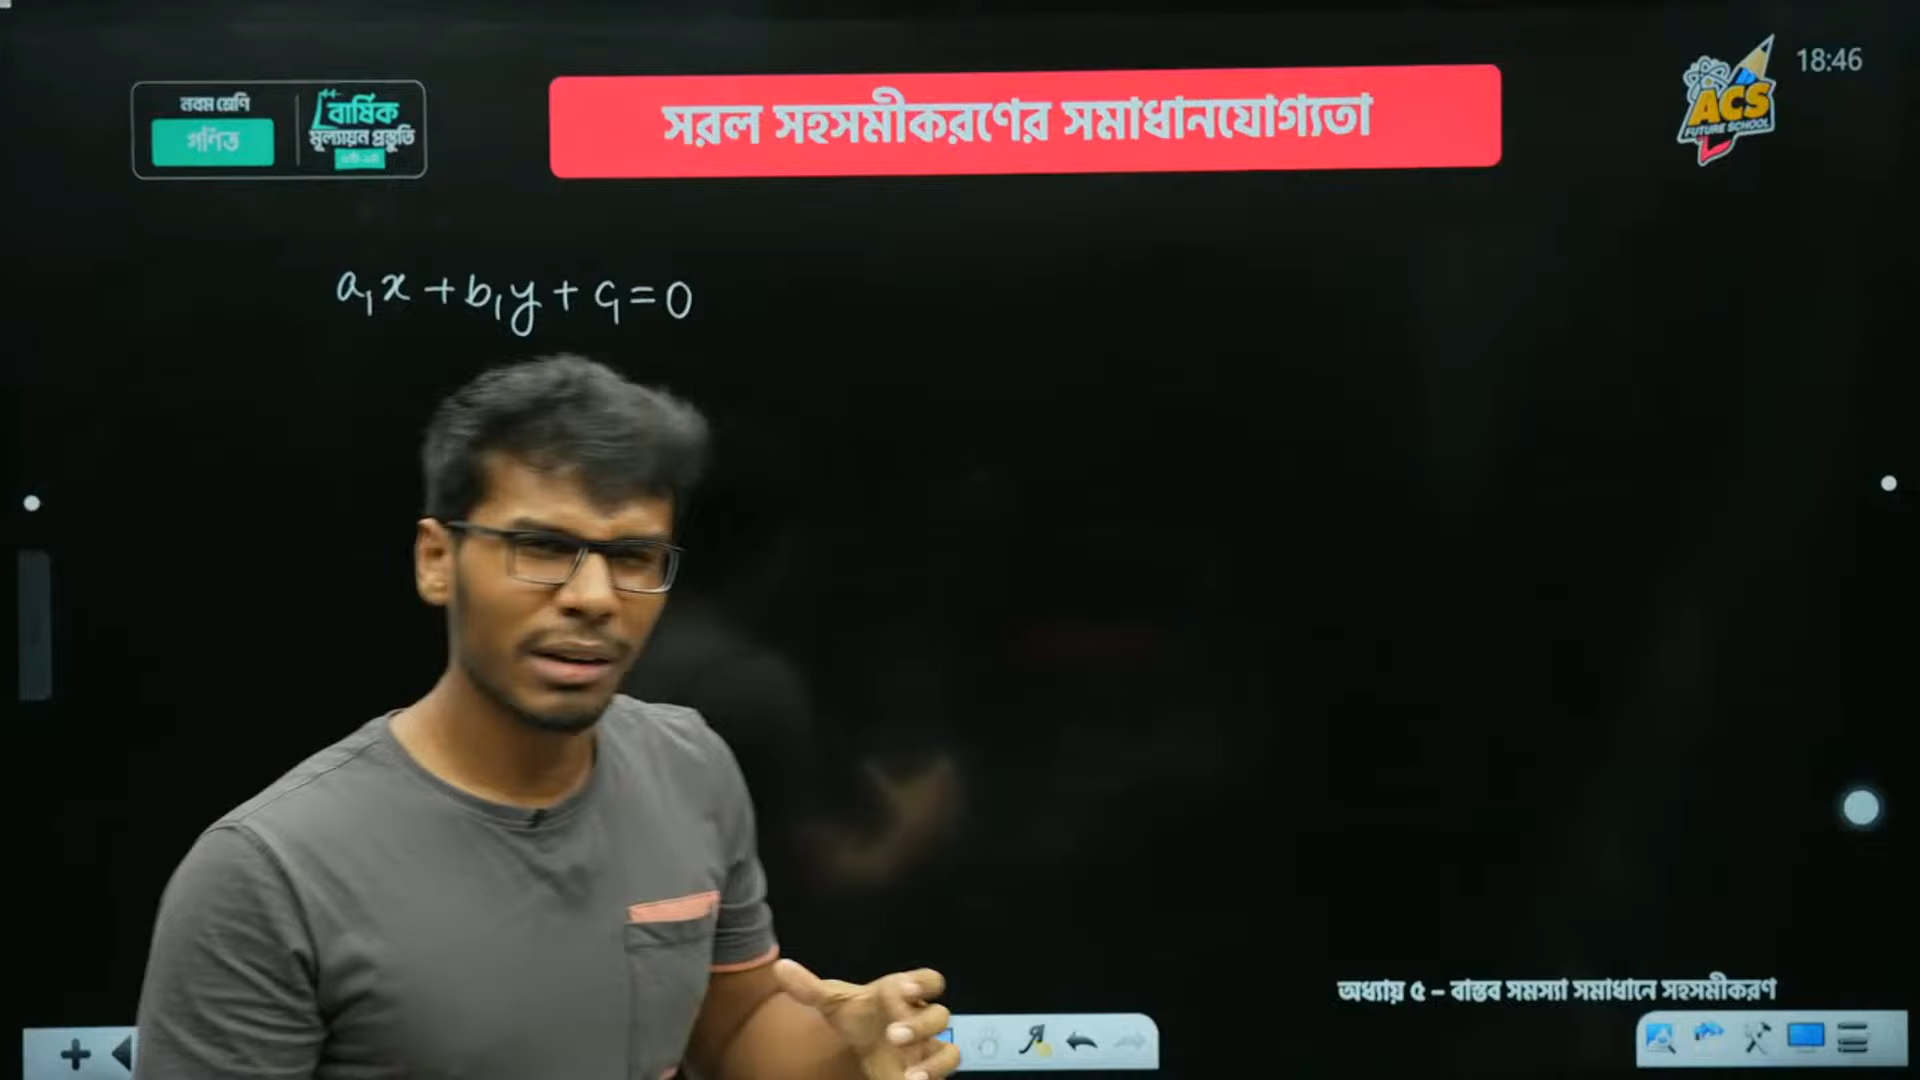 নবম শ্রেণি
গণিত
বার্ষিক
মূল্যায়ন প্রস্তুতি
সরল সহসমীকরণের সমাধানযোগ্যতা
ACS
FUTURE SCHOOL
18:46
a₁x + b₁y + c₁ = 0
অধ্যায় ৫ – বাস্তব সমস্যা সমাধানে সহসমীকরণ